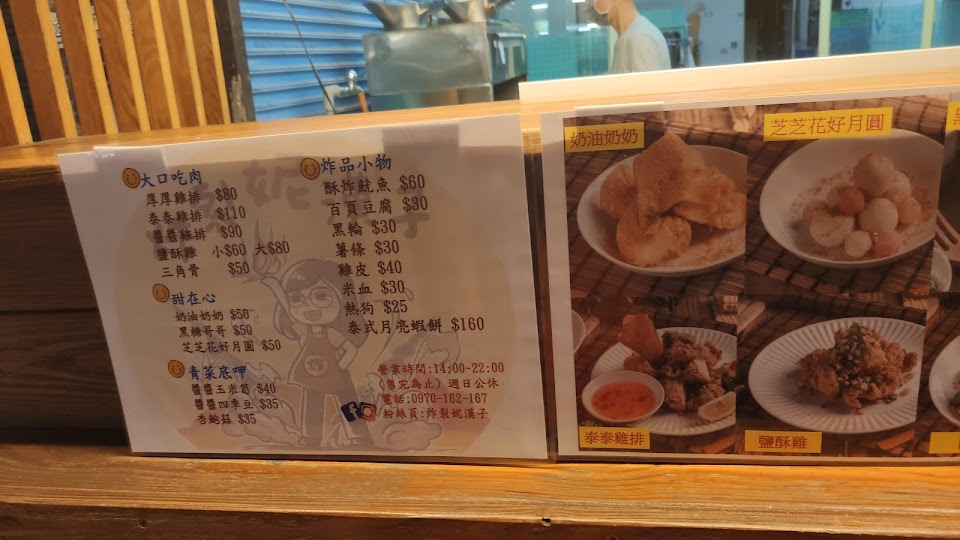 大口吃肉
厚厚雞排 $80
泰泰雞排 $110
醬醬雞排 $90
鹽酥雞 小$60 大$80
三角骨 $50
甜在心
奶油奶奶 $50
黑糖哥哥 $50
芝芝花好月圓 $50
青菜底呷
醬醬玉米筍 $40
醬醬四季豆 $35
杏鮑菇 $35
炸品小物
酥炸魷魚 $60
百頁豆腐 $30
黑輪 $30
薯條 $30
雞皮 $40
米血 $30
熱狗 $25
泰式月亮蝦餅 $160
營業時間:14:00-22:00
(售完為止) 週日公休
電話:0970-162-167
粉絲頁:炸裂妮漢子
奶油奶奶
芝芝花好月圓
泰泰雞排
鹽酥雞